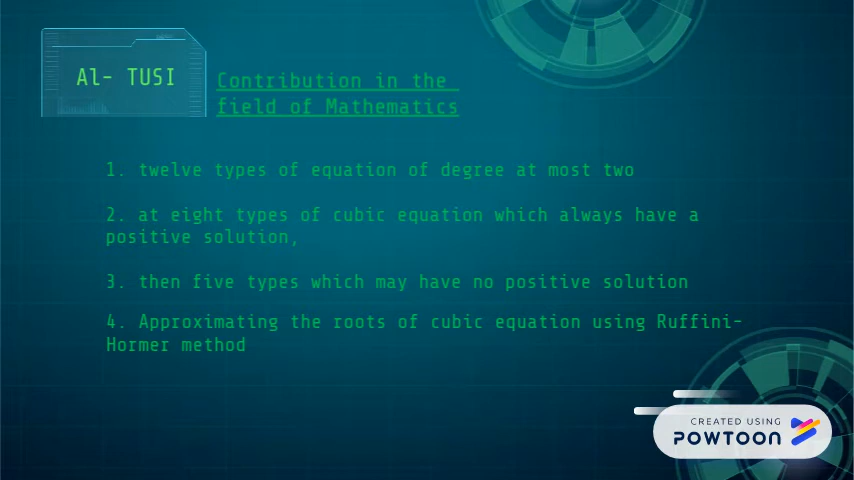 Al- TUSI
Contribution in the
field of Mathematics
1. twelve types of equation of degree at most two
2. at eight types of cubic equation which always have a
positive solution,
3. then five types which may have no positive solution
4. Approximating the roots of cubic equation using Ruffini-
Hormer method
CREATED USING
POWTOON